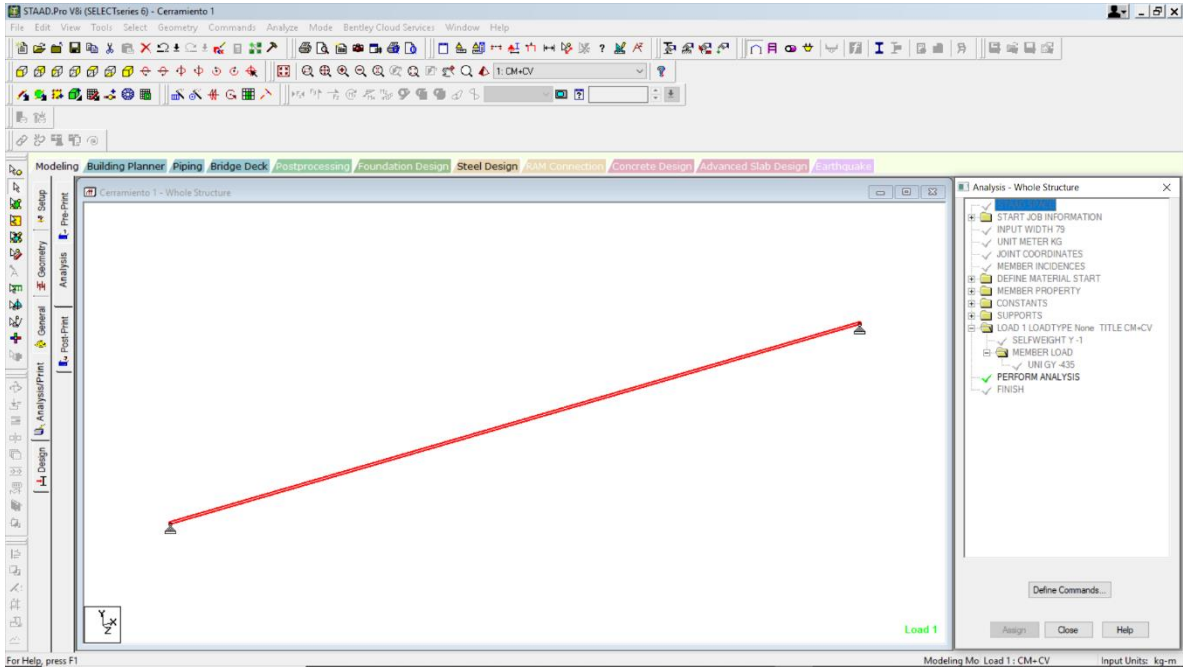 STAAD.Pro V8i (SELECTseries 6) - Cerramiento 1
File Edit View Tools Select Geometry Commands Analyze Mode Bentley Cloud Services Window Help
1: CM+CV
Modeling Building Planner Piping Bridge Deck Postprocessing Foundation Design Steel Design RAM Connection Concrete Design Advanced Slab Design Earthquake
Setup
Geometry
General
Analysis/Print
Design
Pre-Print
Analysis
Post-Print
Cerramiento 1 - Whole Structure
Y
X
Z
Load 1
Analysis - Whole Structure
START JOB INFORMATION
INPUT WIDTH 79
UNIT METER KG
JOINT COORDINATES
MEMBER INCIDENCES
DEFINE MATERIAL START
MEMBER PROPERTY
CONSTANTS
SUPPORTS
LOAD 1 LOADTYPE None TITLE CM+CV
SELFWEIGHT Y -1
MEMBER LOAD
UNI GY -435
PERFORM ANALYSIS
FINISH
Define Commands...
Assign Close Help
For Help, press F1
Modeling Mo Load 1 : CM+CV Input Units: kg-m